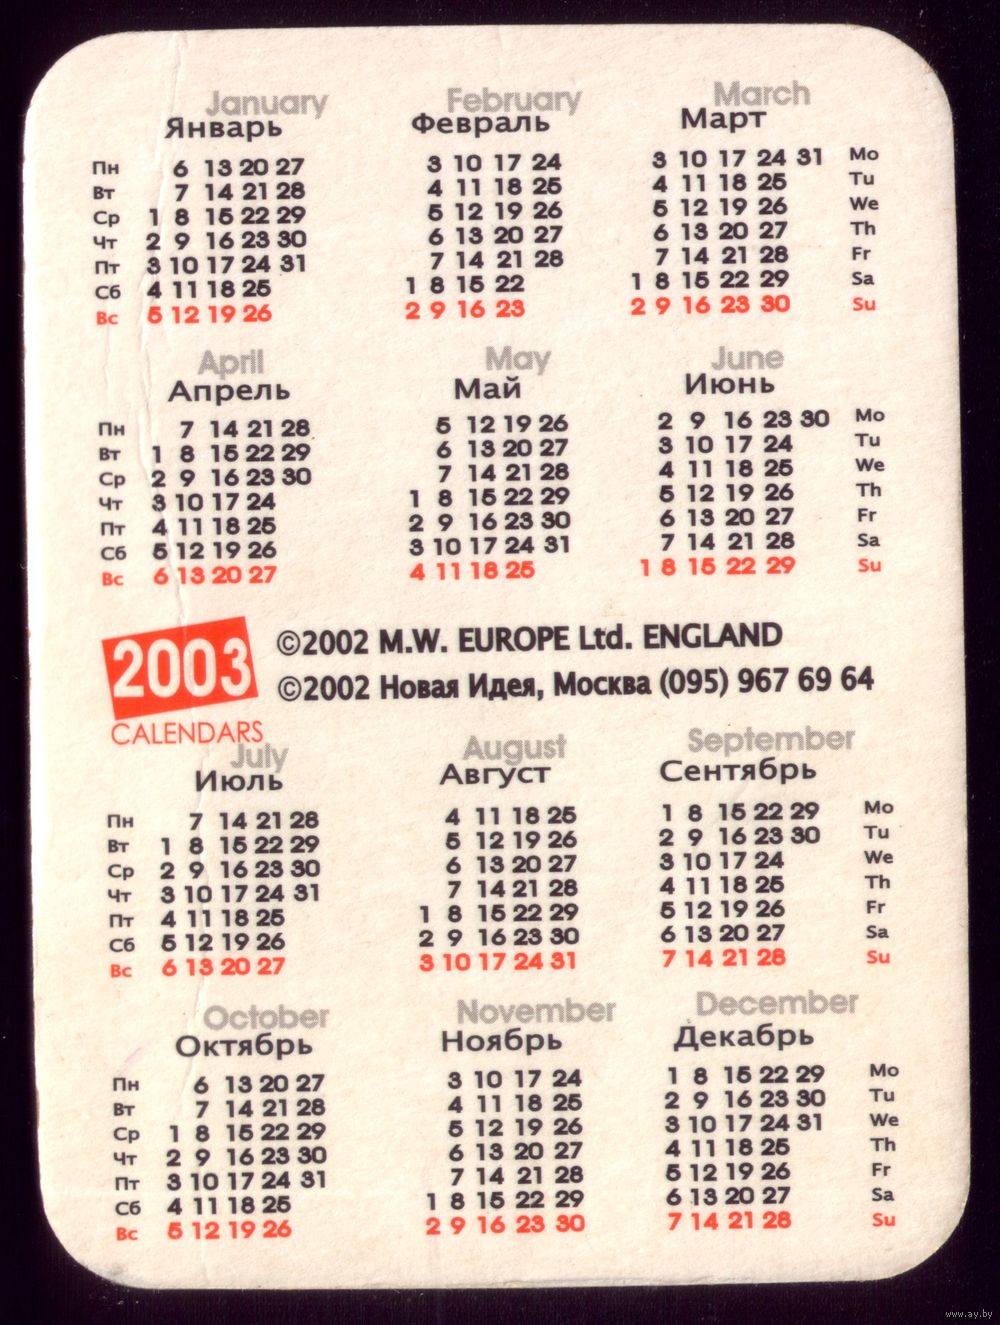 January February March
Январь Февраль Март
Пн 6 13 20 27 3 10 17 24 3 10 17 24 31 Mo
Вт 7 14 21 28 4 11 18 25 4 11 18 25 Tu
Ср 1 8 15 22 29 5 12 19 26 5 12 19 26 We
Чт 2 9 16 23 30 6 13 20 27 6 13 20 27 Th
Пт 3 10 17 24 31 7 14 21 28 7 14 21 28 Fr
Сб 4 11 18 25 1 8 15 22 1 8 15 22 29 Sa
Вс 5 12 19 26 2 9 16 23 2 9 16 23 30 Su
April May June
Апрель Май Июнь
Пн 7 14 21 28 5 12 19 26 2 9 16 23 30 Mo
Вт 1 8 15 22 29 6 13 20 27 3 10 17 24 Tu
Ср 2 9 16 23 30 7 14 21 28 4 11 18 25 We
Чт 3 10 17 24 1 8 15 22 29 5 12 19 26 Th
Пт 4 11 18 25 2 9 16 23 30 6 13 20 27 Fr
Сб 5 12 19 26 3 10 17 24 31 7 14 21 28 Sa
Вс 6 13 20 27 4 11 18 25 1 8 15 22 29 Su
2003
CALENDARS
©2002 M.W. EUROPE Ltd. ENGLAND
©2002 Новая Идея, Москва (095) 967 69 64
July August September
Июль Август Сентябрь
Пн 7 14 21 28 4 11 18 25 1 8 15 22 29 Mo
Вт 1 8 15 22 29 5 12 19 26 2 9 16 23 30 Tu
Ср 2 9 16 23 30 6 13 20 27 3 10 17 24 We
Чт 3 10 17 24 31 7 14 21 28 4 11 18 25 Th
Пт 4 11 18 25 1 8 15 22 29 5 12 19 26 Fr
Сб 5 12 19 26 2 9 16 23 30 6 13 20 27 Sa
Вс 6 13 20 27 3 10 17 24 31 7 14 21 28 Su
October November December
Октябрь Ноябрь Декабрь
Пн 6 13 20 27 3 10 17 24 1 8 15 22 29 Mo
Вт 7 14 21 28 4 11 18 25 2 9 16 23 30 Tu
Ср 1 8 15 22 29 5 12 19 26 3 10 17 24 31 We
Чт 2 9 16 23 30 6 13 20 27 4 11 18 25 Th
Пт 3 10 17 24 31 7 14 21 28 5 12 19 26 Fr
Сб 4 11 18 25 1 8 15 22 29 6 13 20 27 Sa
Вс 5 12 19 26 2 9 16 23 30 7 14 21 28 Su
www.ay.by